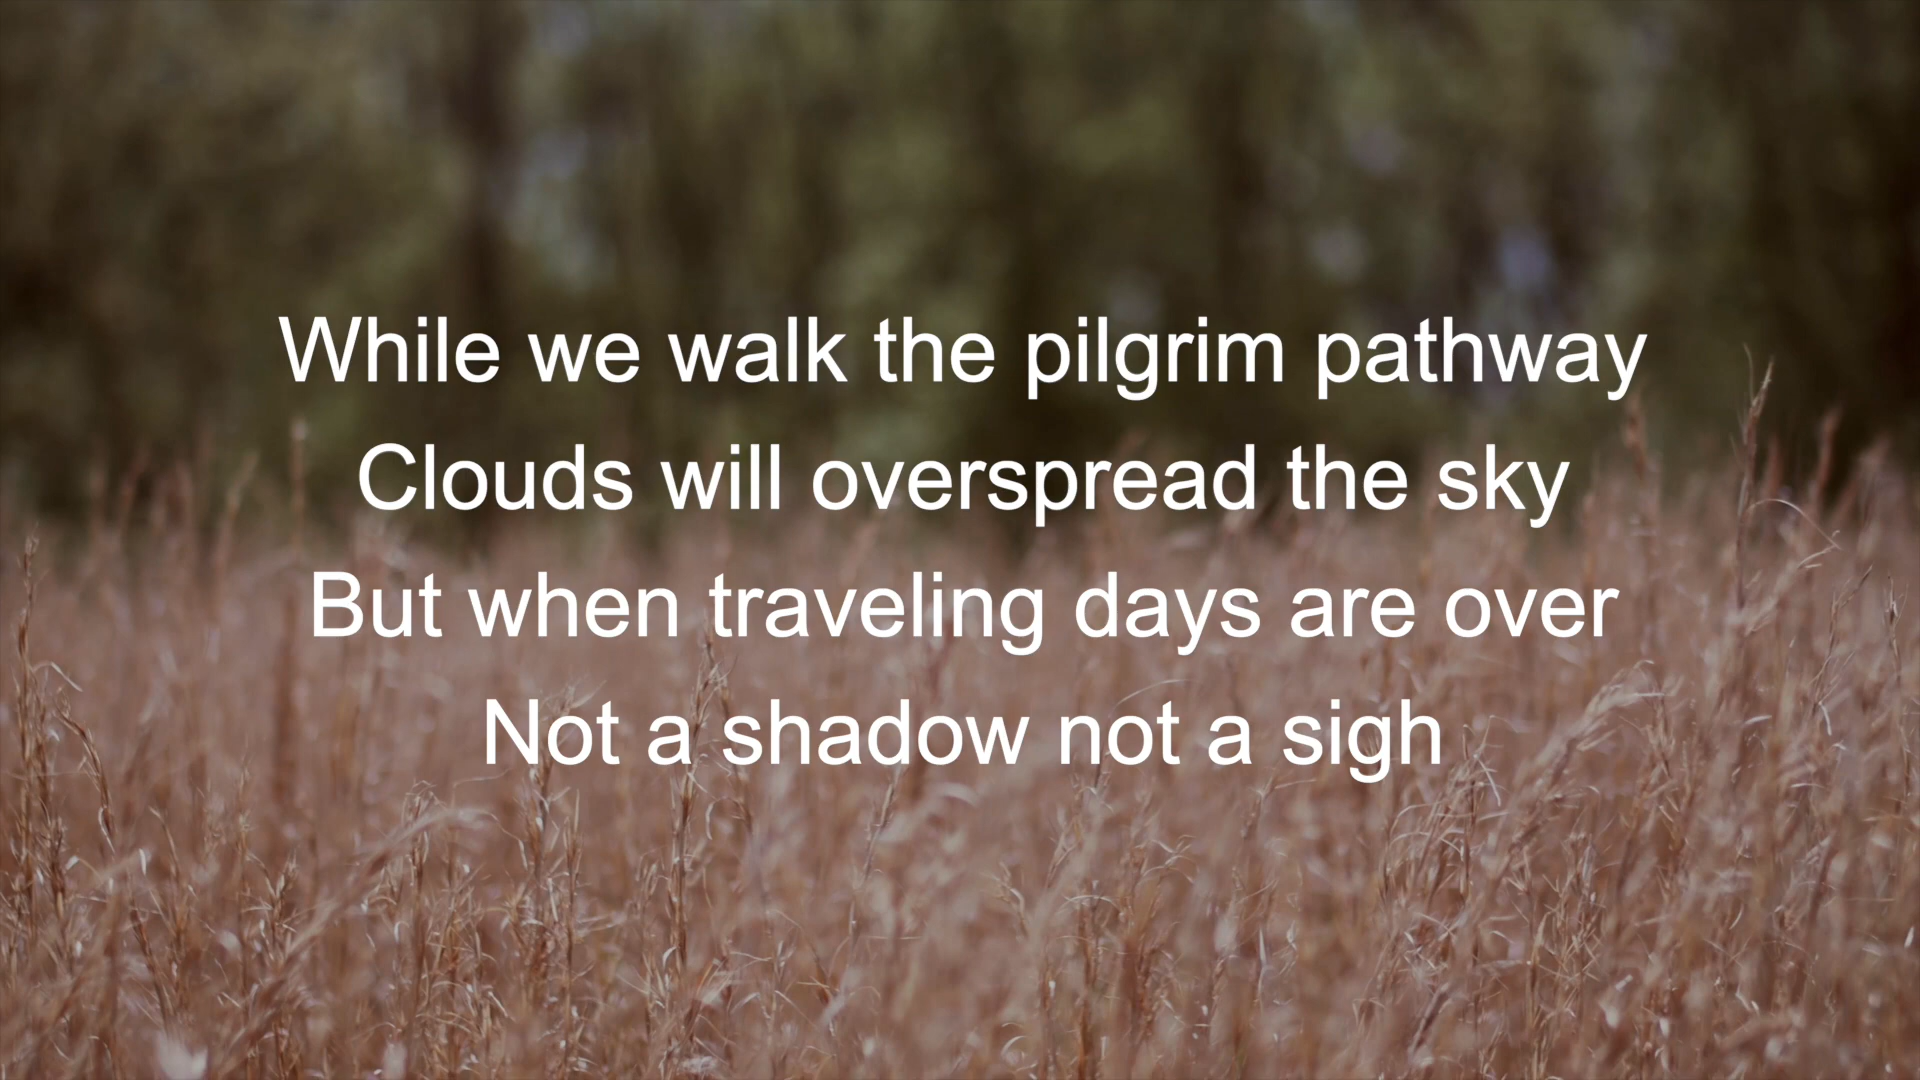 While we walk the pilgrim pathway
Clouds will overspread the sky
But when traveling days are over
Not a shadow not a sigh